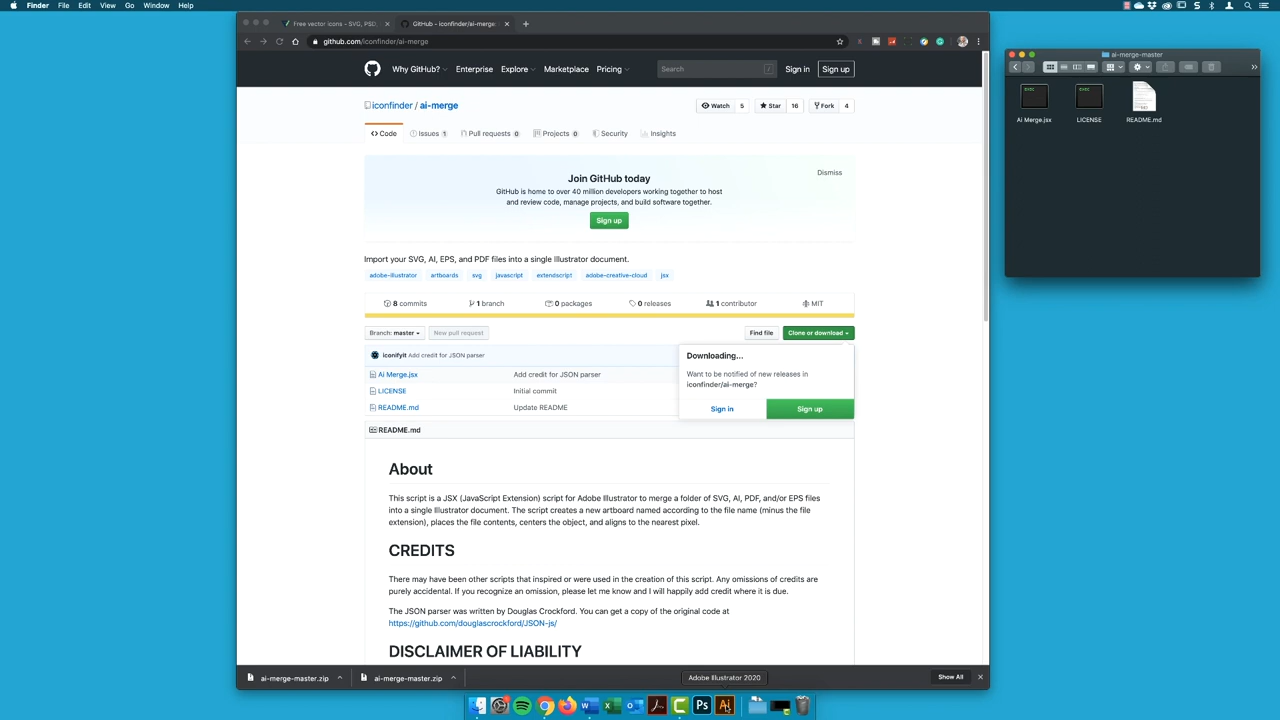 Finder File Edit View Go Window Help
Free vector icons - SVG, PSD,
GitHub - iconfinder/ai-merge:
github.com/iconfinder/ai-merge
Why GitHub? Enterprise Explore Marketplace Pricing Search / Sign in Sign up
iconfinder / ai-merge
Watch 5 Star 16 Fork 4
Code Issues 1 Pull requests 0 Projects 0 Security Insights
Join GitHub today
Dismiss
GitHub is home to over 40 million developers working together to host
and review code, manage projects, and build software together.
Sign up
Import your SVG, AI, EPS, and PDF files into a single Illustrator document.
adobe-illustrator artboards svg javascript extendscript adobe-creative-cloud jsx
8 commits 1 branch 0 packages 0 releases 1 contributor MIT
Branch: master New pull request Find file Clone or download
iconifyit Add credit for JSON parser
Ai Merge.jsx Add credit for JSON parser
LICENSE Initial commit
README.md Update README
Downloading...
Want to be notified of new releases in
iconfinder/ai-merge?
Sign in Sign up
README.md
About
This script is a JSX (JavaScript Extension) script for Adobe Illustrator to merge a folder of SVG, AI, PDF, and/or EPS files
into a single Illustrator document. The script creates a new artboard named according to the file name (minus the file
extension), places the file contents, centers the object, and aligns to the nearest pixel.
CREDITS
There may have been other scripts that inspired or were used in the creation of this script. Any omissions of credits are
purely accidental. If you recognize an omission, please let me know and I will happily add credit where it is due.
The JSON parser was written by Douglas Crockford. You can get a copy of the original code at
https://github.com/douglascrockford/JSON-js/
DISCLAIMER OF LIABILITY
ai-merge-master.zip ai-merge-master.zip Show All
Adobe Illustrator 2020
ai-merge-master
EXEC EXEC
Ai Merge.jsx LICENSE README.md
Ps Ai